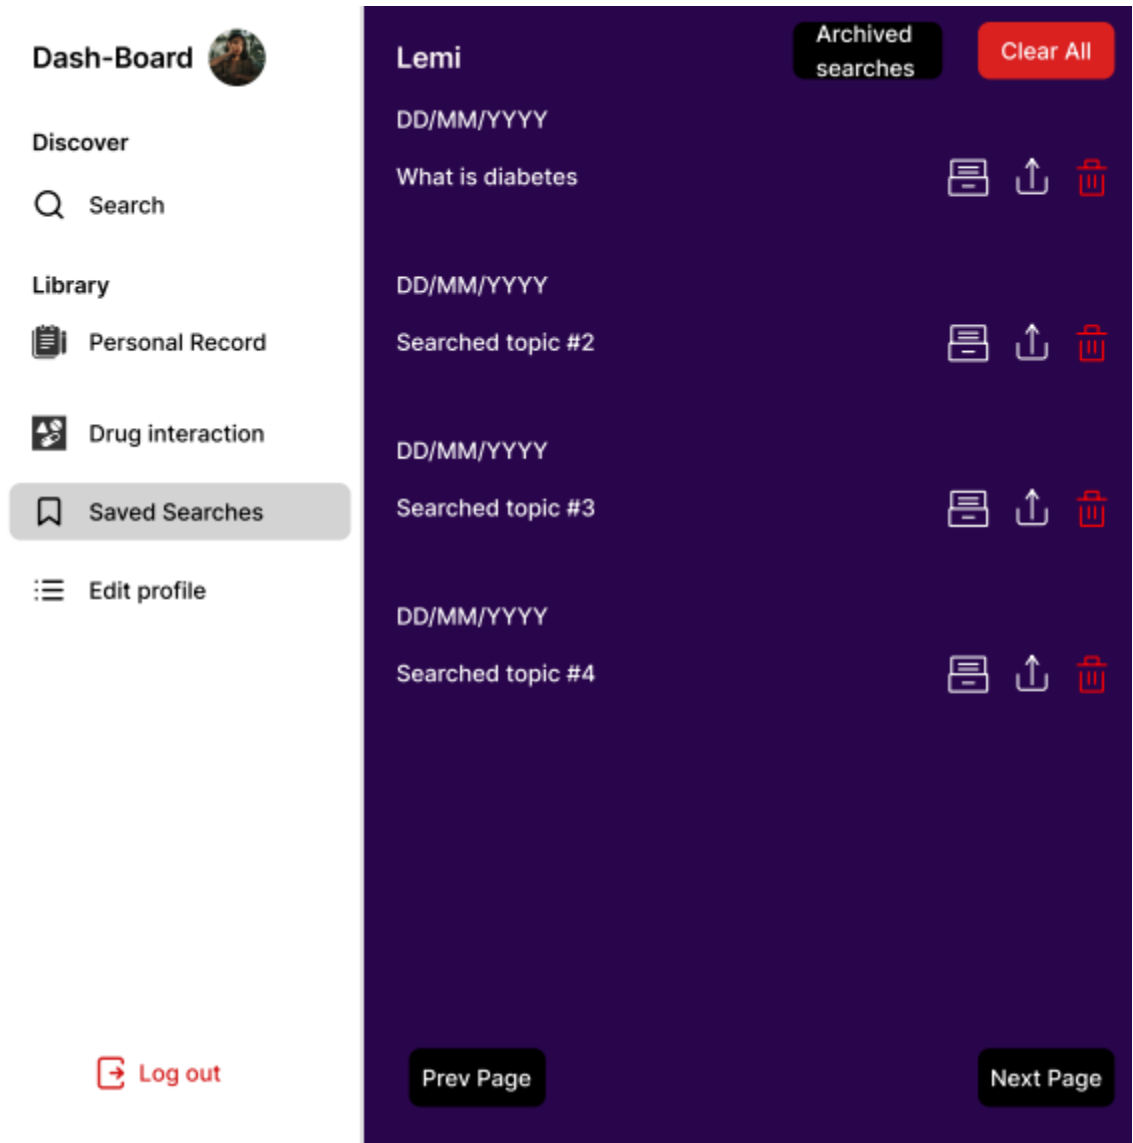 Dash-Board
Discover
Search
Library
Personal Record
Drug interaction
Saved Searches
Edit profile
Log out
Lemi
Archived
searches
Clear All
DD/MM/YYYY
What is diabetes
DD/MM/YYYY
Searched topic #2
DD/MM/YYYY
Searched topic #3
DD/MM/YYYY
Searched topic #4
Prev Page
Next Page